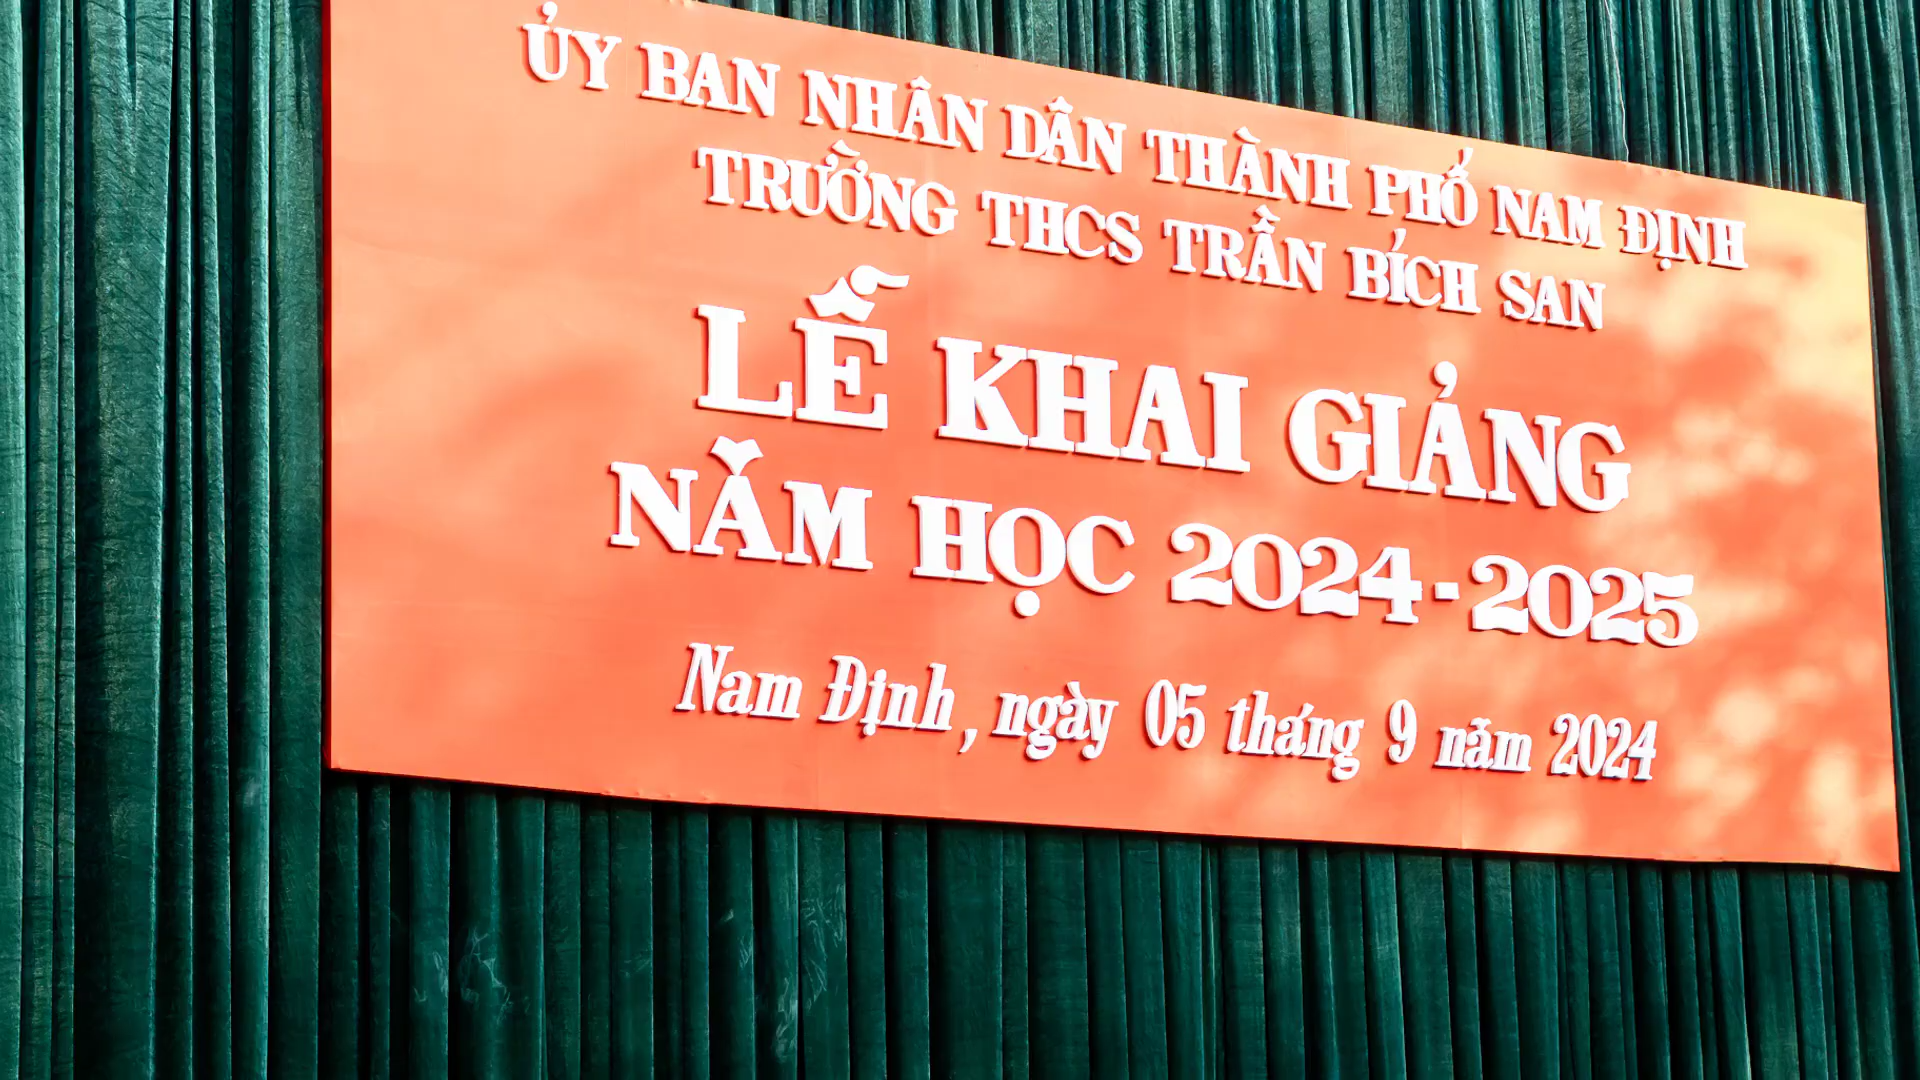 ỦY BAN NHÂN DÂN THÀNH PHỐ NAM ĐỊNH
TRƯỜNG THCS TRẦN BÍCH SAN
LỄ KHAI GIẢNG
NĂM HỌC 2024-2025
Nam Định, ngày 05 tháng 9 năm 2024